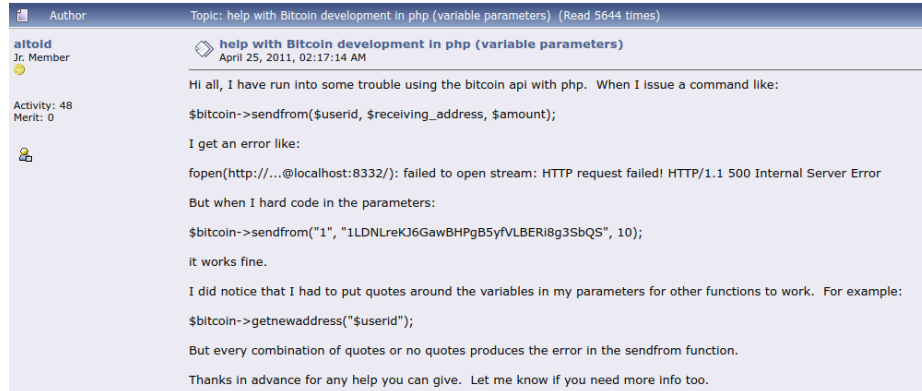 Author Topic: help with Bitcoin development in php (variable parameters) (Read 5644 times)
altoid
Jr. Member
Activity: 48
Merit: 0
help with Bitcoin development in php (variable parameters)
April 25, 2011, 02:17:14 AM
Hi all, I have run into some trouble using the bitcoin api with php. When I issue a command like:
$bitcoin->sendfrom($userid, $receiving_address, $amount);
I get an error like:
fopen(http://...@localhost:8332/): failed to open stream: HTTP request failed! HTTP/1.1 500 Internal Server Error
But when I hard code in the parameters:
$bitcoin->sendfrom("1", "1LDNLreKJ6GawBHPgB5yfVLBERi8g3SbQS", 10);
it works fine.
I did notice that I had to put quotes around the variables in my parameters for other functions to work. For example:
$bitcoin->getnewaddress("$userid");
But every combination of quotes or no quotes produces the error in the sendfrom function.
Thanks in advance for any help you can give. Let me know if you need more info too.